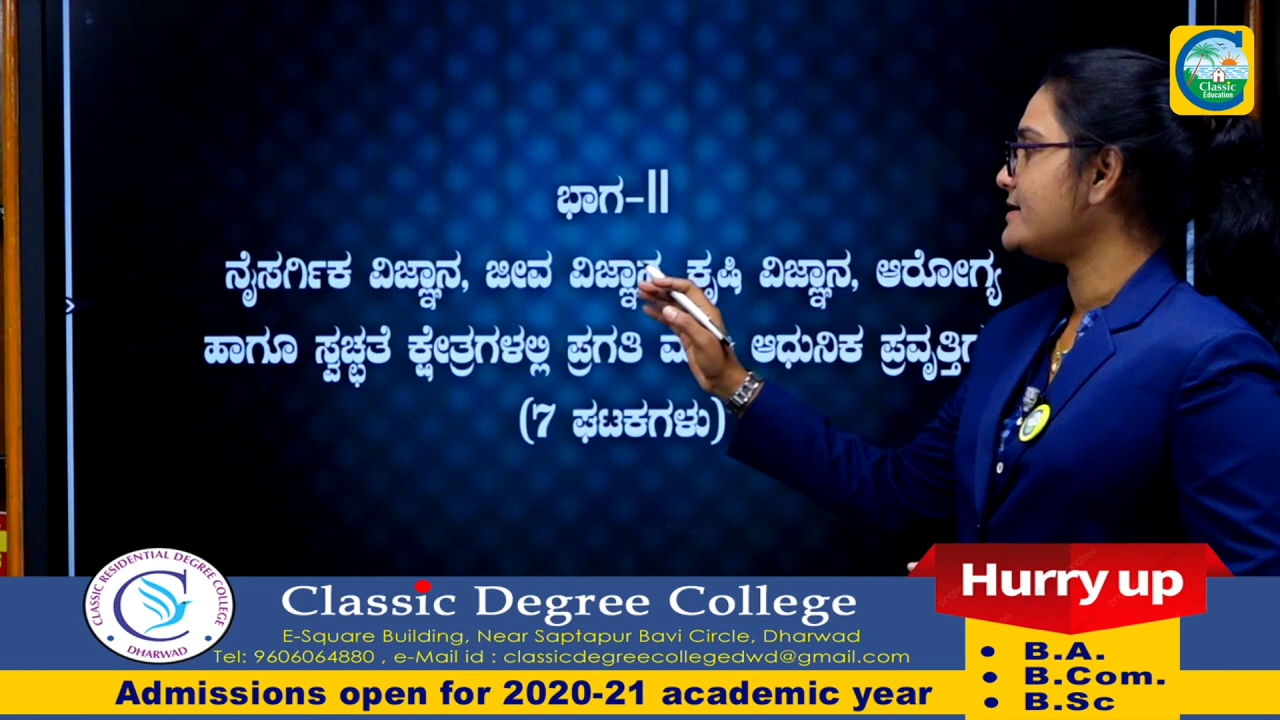 Classic
Education
ಭಾಗ-II
ನೈಸರ್ಗಿಕ ವಿಜ್ಞಾನ, ಜೀವ ವಿಜ್ಞಾನ, ಕೃಷಿ ವಿಜ್ಞಾನ, ಆರೋಗ್ಯ
ಹಾಗೂ ಸ್ವಚ್ಛತೆ ಕ್ಷೇತ್ರಗಳಲ್ಲಿ ಪ್ರಗತಿ ಆಧುನಿಕ
(7 ಘಟಕಗಳು)
CLASSIC RESIDENTIAL DEGREE COLLEGE
DHARWAD
Classic Degree College
E-Square Building, Near Saptapur Bavi Circle, Dharwad
Tel: 9606064880 , e-Mail id : classicdegreecollegedwd@gmail.com
Admissions open for 2020-21 academic year
Hurry up
• B.A.
• B.Com.
• B.Sc